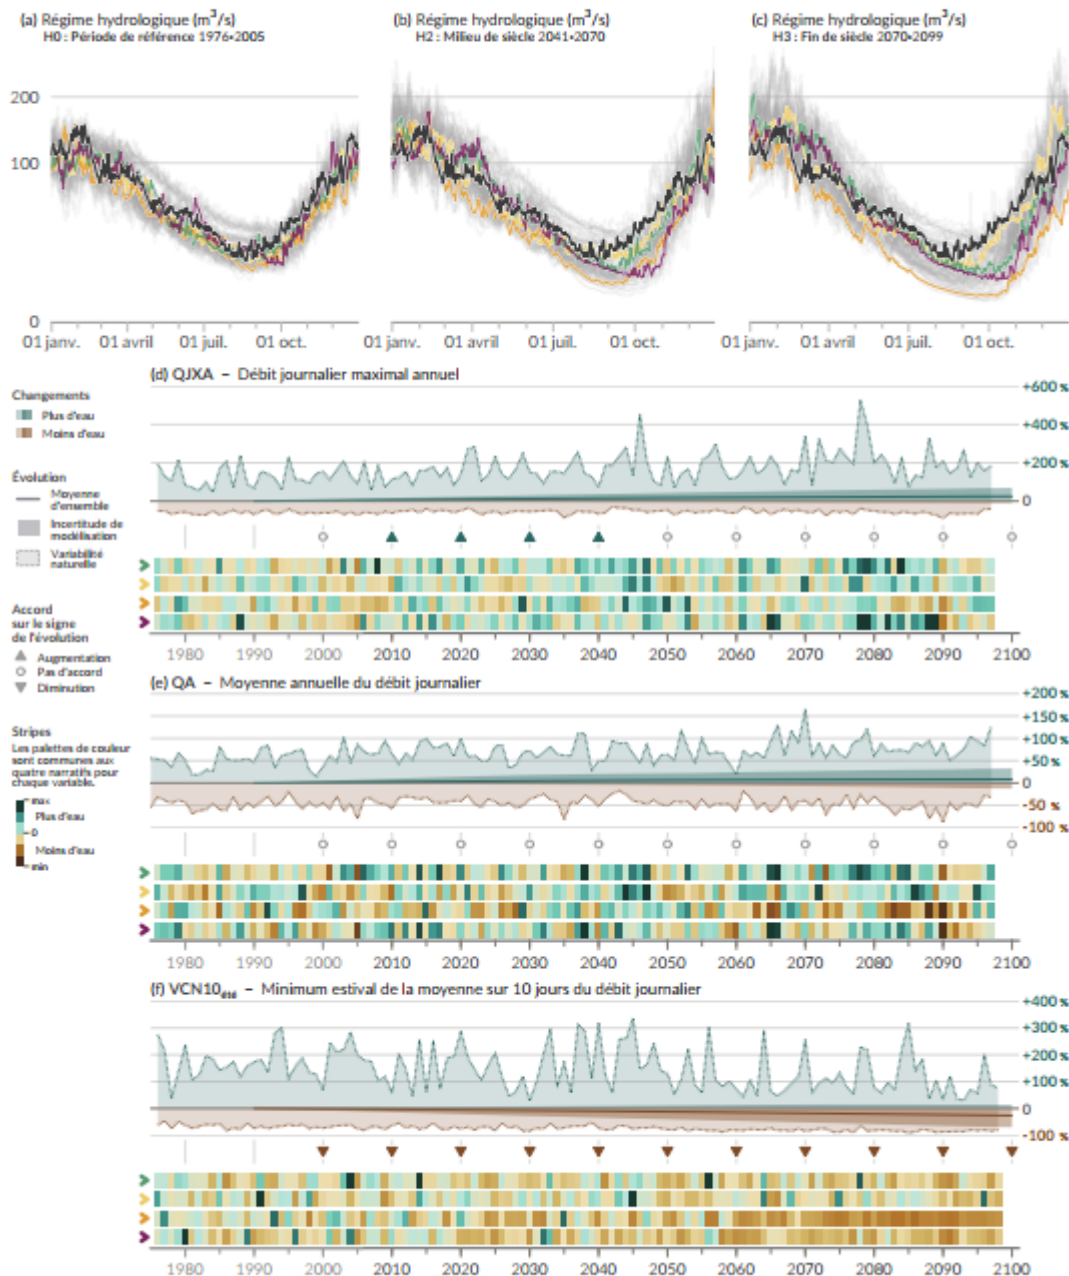 (a) Régime hydrologique (m³/s)
H0 : Période de référence 1976•2005
(b) Régime hydrologique (m³/s)
H2 : Milieu de siècle 2041•2070
(c) Régime hydrologique (m³/s)
H3 : Fin de siècle 2070•2099
200
100
0
01 janv. 01 avril 01 juil. 01 oct.
01 janv. 01 avril 01 juil. 01 oct.
01 janv. 01 avril 01 juil. 01 oct.
Changements
Plus d'eau
Moins d'eau
Évolution
Moyenne
d'ensemble
Incertitude de
modélisation
Variabilité
naturelle
Accord
sur le signe
de l'évolution
Augmentation
Pas d'accord
Diminution
Stripes
Les palettes de couleur
sont communes aux
quatre narratifs pour
chaque variable.
max
Plus d'eau
0
Moins d'eau
min
(d) QJXA – Débit journalier maximal annuel
+600 %
+400 %
+200 %
0
1980 1990 2000 2010 2020 2030 2040 2050 2060 2070 2080 2090 2100
(e) QA – Moyenne annuelle du débit journalier
+200 %
+150 %
+100 %
+50 %
0
-50 %
-100 %
1980 1990 2000 2010 2020 2030 2040 2050 2060 2070 2080 2090 2100
(f) VCN10été – Minimum estival de la moyenne sur 10 jours du débit journalier
+400 %
+300 %
+200 %
+100 %
0
-100 %
1980 1990 2000 2010 2020 2030 2040 2050 2060 2070 2080 2090 2100